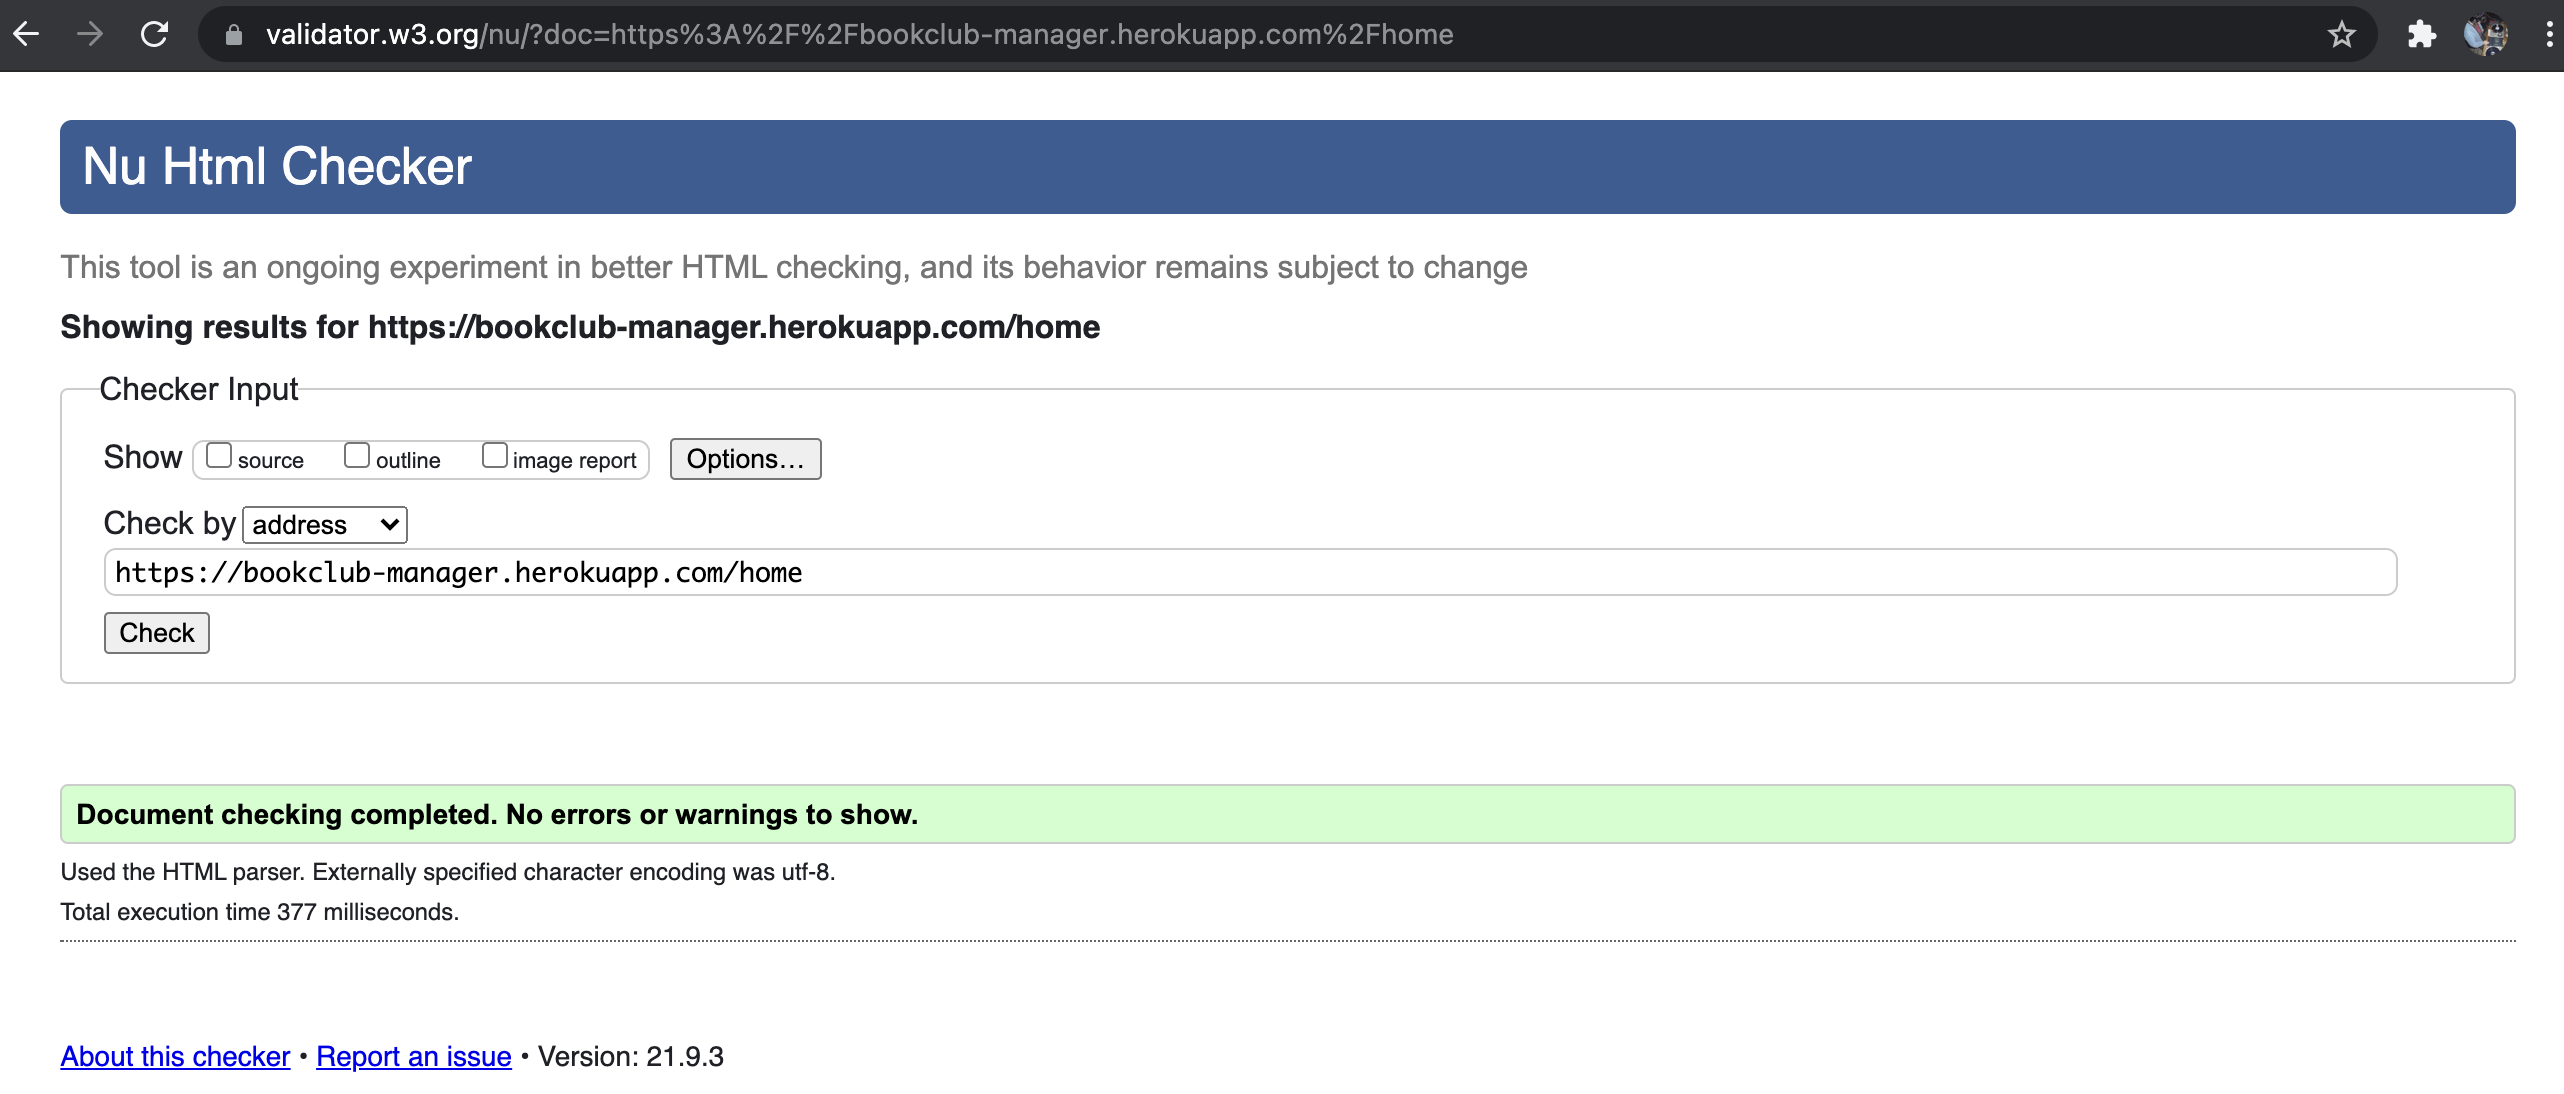 validator.w3.org/nu/?doc=https%3A%2F%2Fbookclub-manager.herokuapp.com%2Fhome
Nu Html Checker
This tool is an ongoing experiment in better HTML checking, and its behavior remains subject to change
Showing results for https://bookclub-manager.herokuapp.com/home
Checker Input
Show source outline image report Options...
Check by address
https://bookclub-manager.herokuapp.com/home
Check
Document checking completed. No errors or warnings to show.
Used the HTML parser. Externally specified character encoding was utf-8.
Total execution time 377 milliseconds.
About this checker • Report an issue • Version: 21.9.3